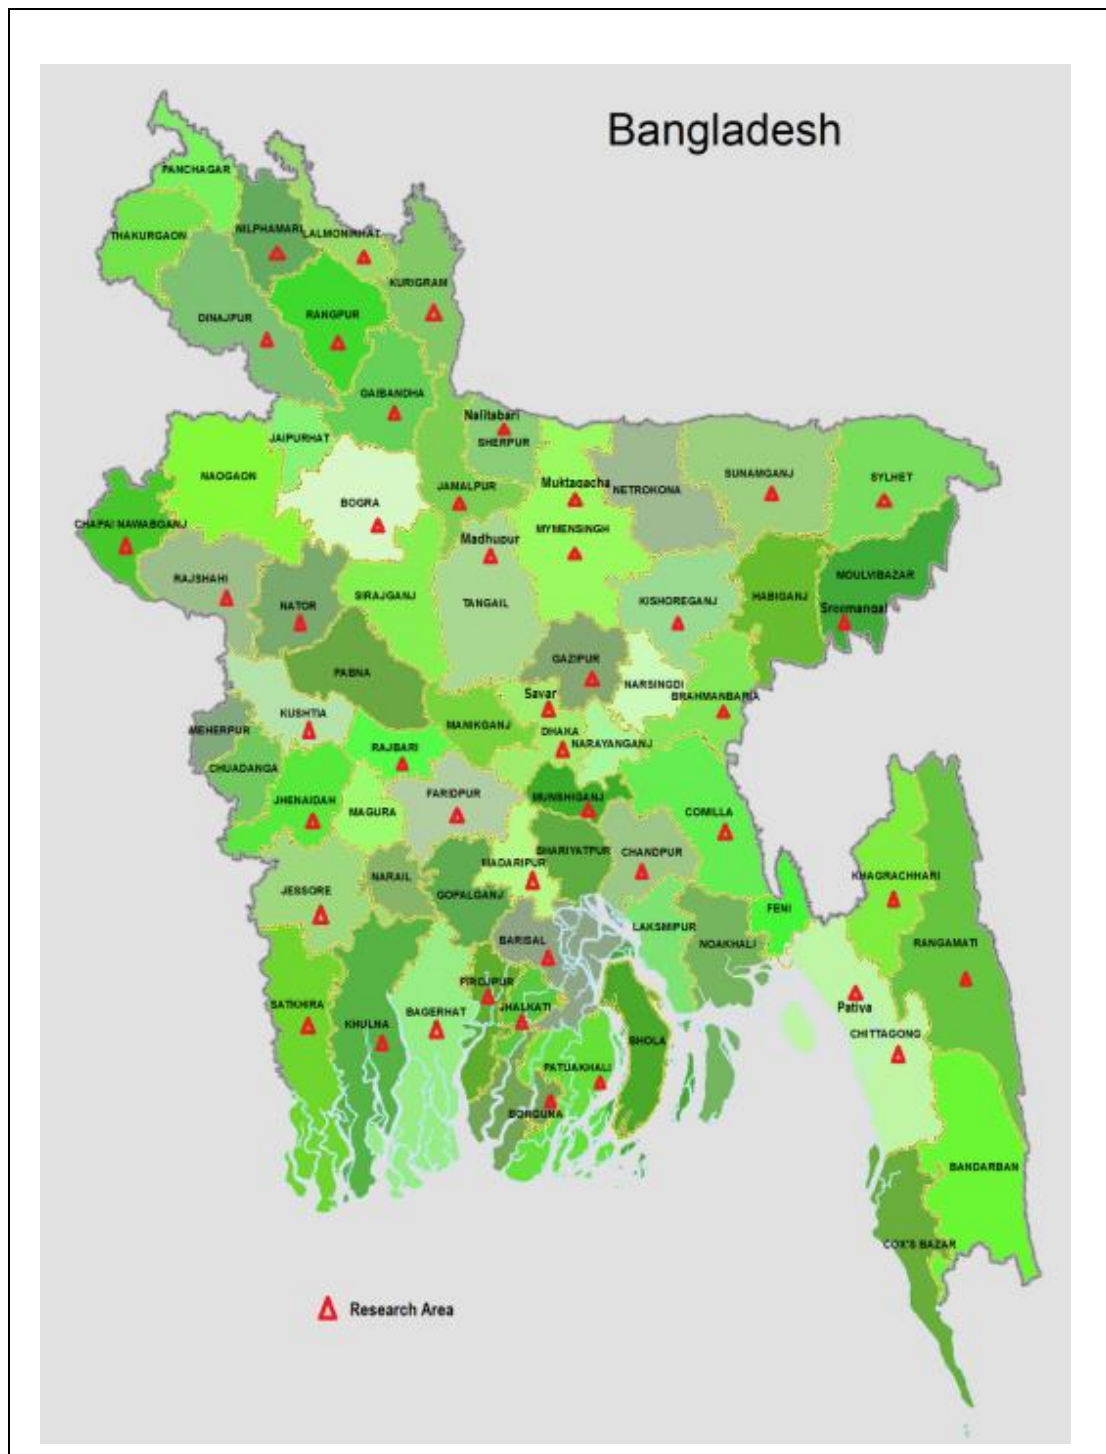 Bangladesh
PANCHAGAR
THAKURGAON
NILPHAMARI
LALMONIRHAT
KURIGRAM
DINAJPUR
RANGPUR
GAIBANDHA
JAIPURHAT
Nalitabari
SHERPUR
NAOGAON
BOGRA
JAMALPUR
Muktagacha
NETROKONA
SUNAMGANJ
SYLHET
CHAPAI NAWABGANJ
MYMENSINGH
Madhupur
RAJSHAHI
NATOR
SIRAJGANJ
TANGAIL
KISHOREGANJ
HABIGANJ
MOULVIBAZAR
Sreemangal
PABNA
GAZIPUR
NARSINGDI
BRAHMANBARIA
Savar
KUSHTIA
MEHERPUR
RAJBARI
MANIKGANJ
DHAKA
NARAYANGANJ
CHUADANGA
JHENAIDAH
MAGURA
FARIDPUR
MUNSHIGANJ
COMILLA
SHARIYATPUR
CHANDPUR
MADARIPUR
JESSORE
NARAIL
GOPALGANJ
KHAGRACHHARI
FENI
LAKSMIPUR
NOAKHALI
RANGAMATI
BARISAL
PIROJPUR
JHALKATI
SATKHIRA
KHULNA
BAGERHAT
Pativa
CHITTAGONG
BHOLA
PATUAKHALI
BORGUNA
BANDARBAN
COX'S BAZAR
Research Area